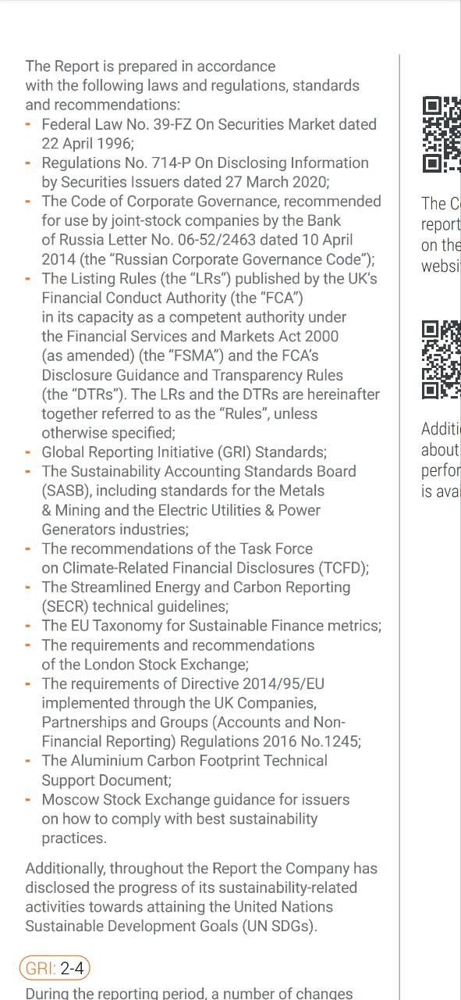 The Report is prepared in accordance
with the following laws and regulations, standards
and recommendations:
- Federal Law No. 39-FZ On Securities Market dated
22 April 1996;
- Regulations No. 714-P On Disclosing Information
by Securities Issuers dated 27 March 2020;
- The Code of Corporate Governance, recommended
for use by joint-stock companies by the Bank
of Russia Letter No. 06-52/2463 dated 10 April
2014 (the “Russian Corporate Governance Code”);
- The Listing Rules (the “LRs”) published by the UK’s
Financial Conduct Authority (the “FCA”)
in its capacity as a competent authority under
the Financial Services and Markets Act 2000
(as amended) (the “FSMA”) and the FCA’s
Disclosure Guidance and Transparency Rules
(the “DTRs”). The LRs and the DTRs are hereinafter
together referred to as the “Rules”, unless
otherwise specified;
- Global Reporting Initiative (GRI) Standards;
- The Sustainability Accounting Standards Board
(SASB), including standards for the Metals
& Mining and the Electric Utilities & Power
Generators industries;
- The recommendations of the Task Force
on Climate-Related Financial Disclosures (TCFD);
- The Streamlined Energy and Carbon Reporting
(SECR) technical guidelines;
- The EU Taxonomy for Sustainable Finance metrics;
- The requirements and recommendations
of the London Stock Exchange;
- The requirements of Directive 2014/95/EU
implemented through the UK Companies,
Partnerships and Groups (Accounts and Non-
Financial Reporting) Regulations 2016 No.1245;
- The Aluminium Carbon Footprint Technical
Support Document;
- Moscow Stock Exchange guidance for issuers
on how to comply with best sustainability
practices.
Additionally, throughout the Report the Company has
disclosed the progress of its sustainability-related
activities towards attaining the United Nations
Sustainable Development Goals (UN SDGs).
GRI: 2-4
During the reporting period, a number of changes
The
report
on the
about
is